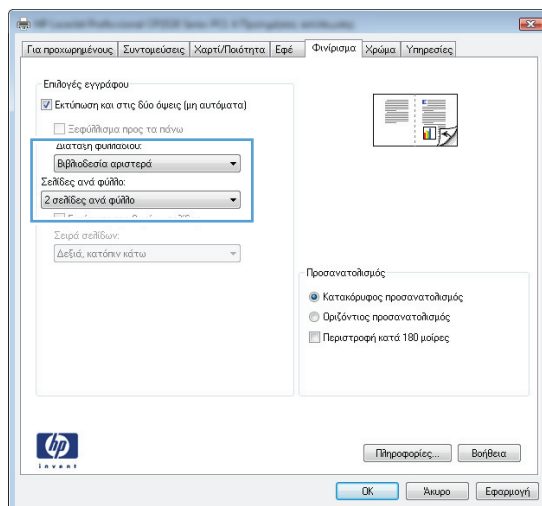 Για προχωρημένους Συντομεύσεις Χαρτί/Ποιότητα Εφέ Φινίρισμα Χρώμα Υπηρεσίες
Επιλογές εγγράφου
Εκτύπωση και στις δύο όψεις (μη αυτόματα)
Ξεφύλλισμα προς τα πάνω
Διάταξη φυλλαδίου:
Βιβλιοδεσία αριστερά
Σελίδες ανά φύλλο:
2 σελίδες ανά φύλλο
Σειρά σελίδων:
Δεξιά, κατόπιν κάτω
Προσανατολισμός
Κατακόρυφος προσανατολισμός
Οριζόντιος προσανατολισμός
Περιστροφή κατά 180 μοίρες
hp
invent
Πληροφορίες... Βοήθεια
OK Άκυρο Εφαρμογή